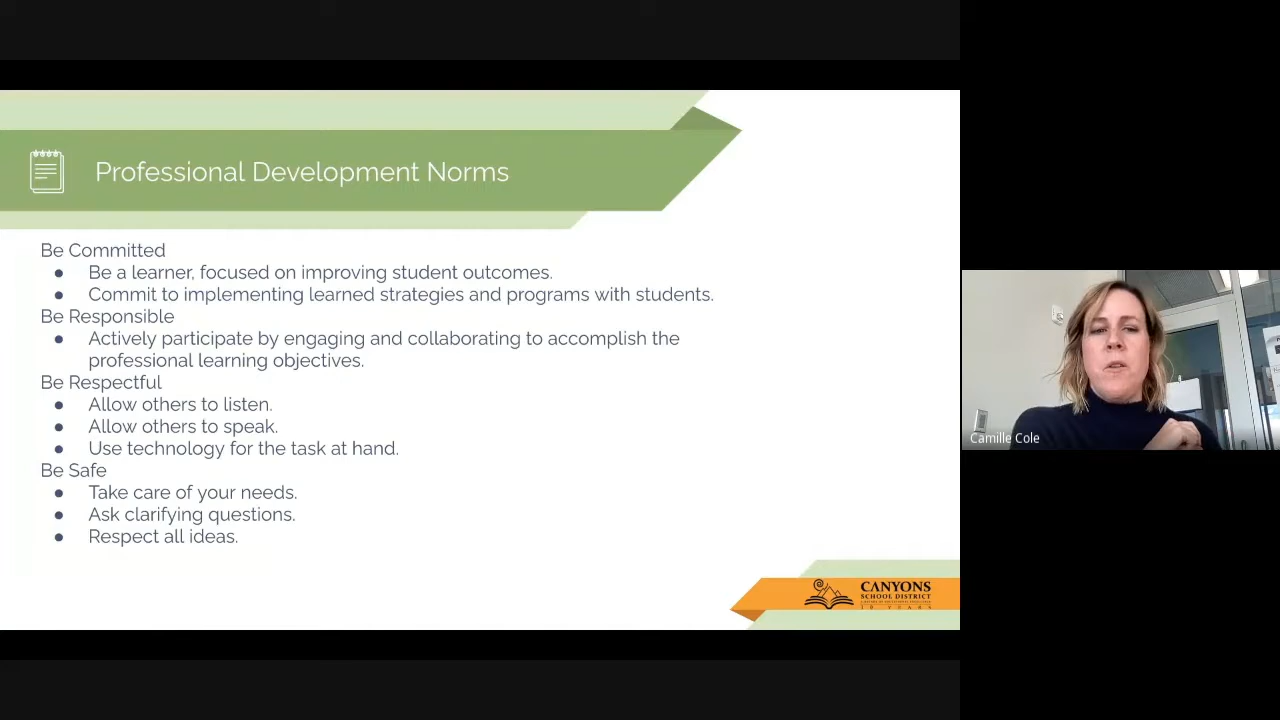 Professional Development Norms
Be Committed
● Be a learner, focused on improving student outcomes.
● Commit to implementing learned strategies and programs with students.
Be Responsible
● Actively participate by engaging and collaborating to accomplish the
professional learning objectives.
Be Respectful
● Allow others to listen.
● Allow others to speak.
● Use technology for the task at hand.
Be Safe
● Take care of your needs.
● Ask clarifying questions.
● Respect all ideas.
CANYONS
SCHOOL DISTRICT
Camille Cole